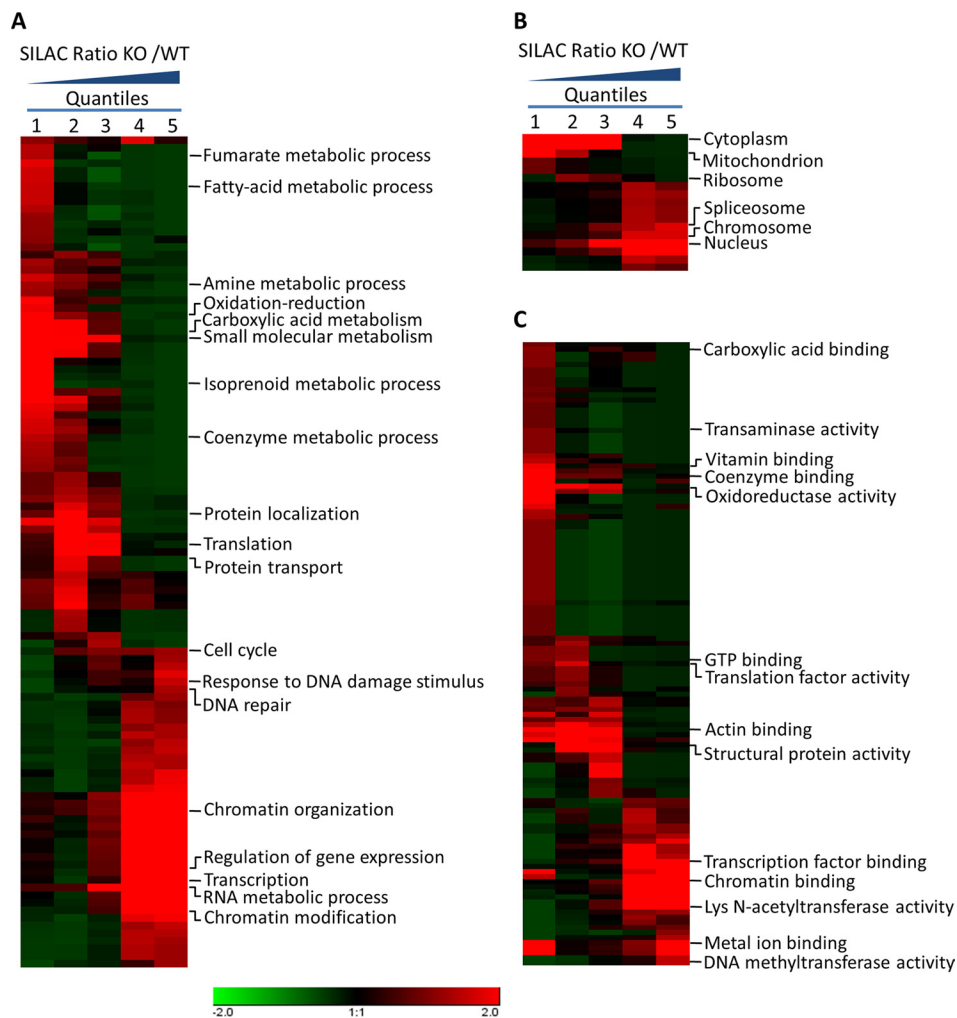 A
SILAC Ratio KO /WT
Quantiles
1 2 3 4 5
Fumarate metabolic process
Fatty-acid metabolic process
Amine metabolic process
Oxidation-reduction
Carboxylic acid metabolism
Small molecular metabolism
Isoprenoid metabolic process
Coenzyme metabolic process
Protein localization
Translation
Protein transport
Cell cycle
Response to DNA damage stimulus
DNA repair
Chromatin organization
Regulation of gene expression
Transcription
RNA metabolic process
Chromatin modification
B
SILAC Ratio KO /WT
Quantiles
1 2 3 4 5
Cytoplasm
Mitochondrion
Ribosome
Spliceosome
Chromosome
Nucleus
C
Carboxylic acid binding
Transaminase activity
Vitamin binding
Coenzyme binding
Oxidoreductase activity
GTP binding
Translation factor activity
Actin binding
Structural protein activity
Transcription factor binding
Chromatin binding
Lys N-acetyltransferase activity
Metal ion binding
DNA methyltransferase activity
-2.0 1:1 2.0